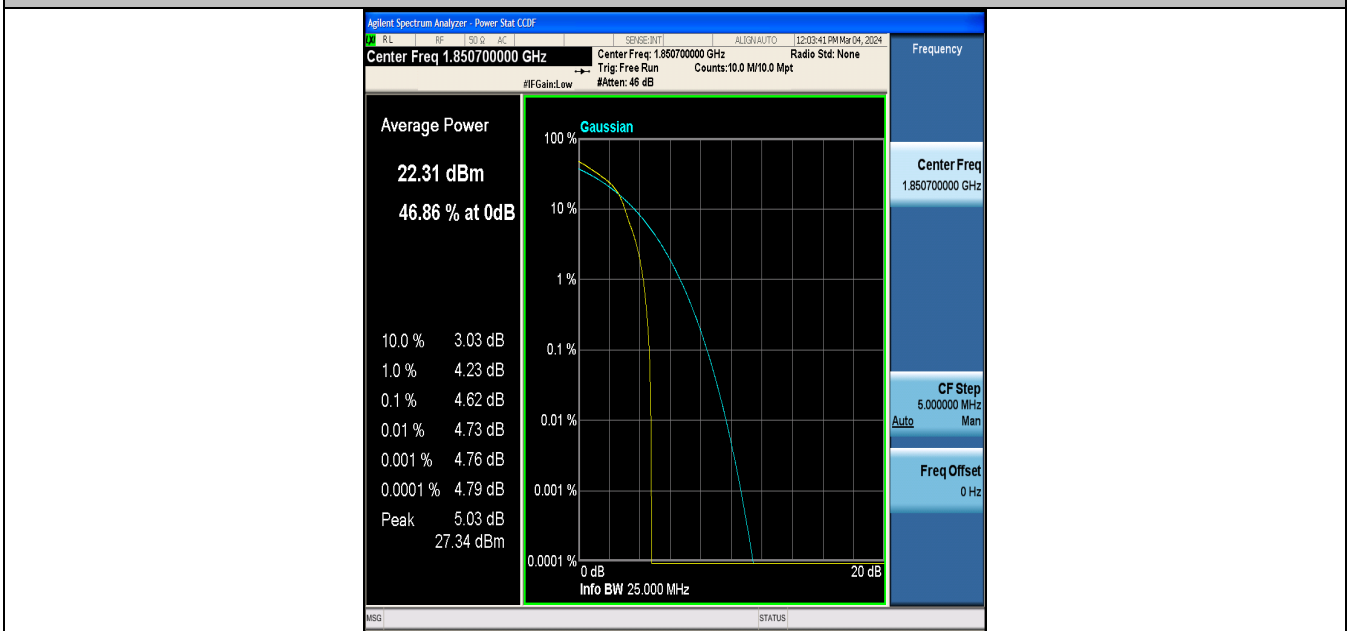 Agilent Spectrum Analyzer - Power Stat CCDF
LXI RL RF 50 Ω AC SENSE:INT ALIGN AUTO 12:03:41 PM Mar 04, 2024
Center Freq 1.850700000 GHz
Center Freq: 1.850700000 GHz Radio Std: None
Trig: Free Run Counts:10.0 M/10.0 Mpt
#IFGain:Low #Atten: 46 dB
Frequency
Average Power
22.31 dBm
46.86 % at 0dB
10.0 % 3.03 dB
1.0 % 4.23 dB
0.1 % 4.62 dB
0.01 % 4.73 dB
0.001 % 4.76 dB
0.0001 % 4.79 dB
Peak 5.03 dB
27.34 dBm
Gaussian
100 %
10 %
1 %
0.1 %
0.01 %
0.001 %
0.0001 %
0 dB 20 dB
Info BW 25.000 MHz
Center Freq
1.850700000 GHz
CF Step
5.000000 MHz
Auto Man
Freq Offset
0 Hz
MSG STATUS